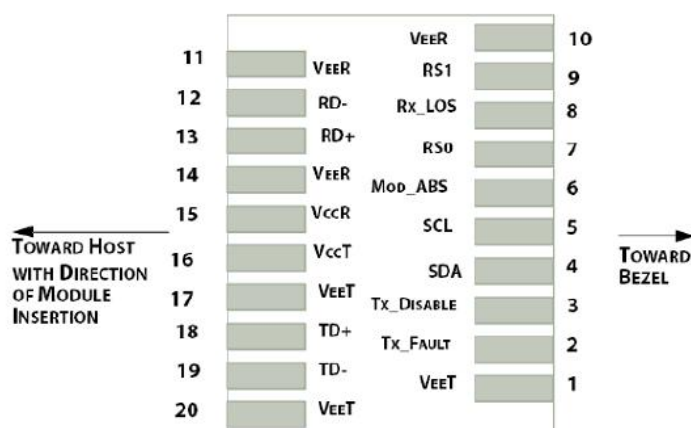 11 VEER
12 RD-
13 RD+
14 VEER
15 VCCR
16 VCCT
17 VEET
18 TD+
19 TD-
20 VEET
VEER 10
RS1 9
RX_LOS 8
RS0 7
MOD_ABS 6
SCL 5
SDA 4
TX_DISABLE 3
TX_FAULT 2
VEET 1
TOWARD HOST
WITH DIRECTION
OF MODULE
INSERTION
TOWARD
BEZEL